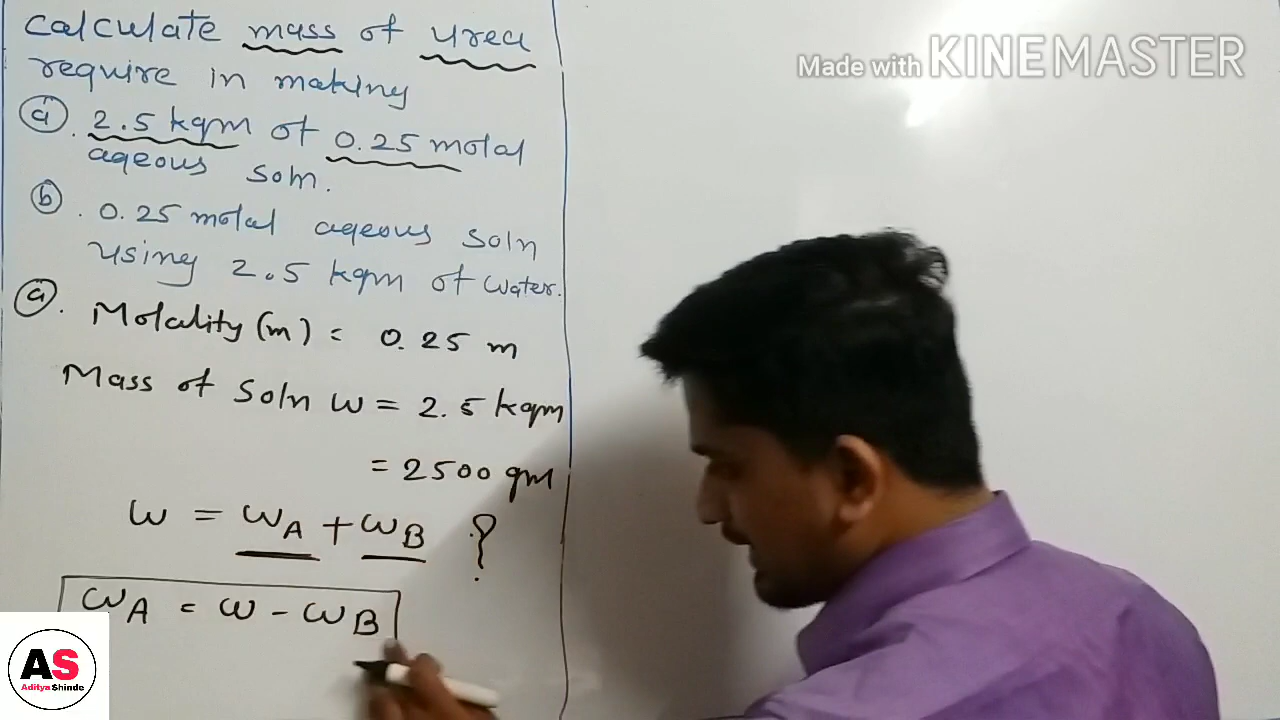 Made with KINEMASTER
Calculate mass of urea
require in making
(a). 2.5 kgm of 0.25 molal
aqeous soln.
(b). 0.25 molal aqeous soln
using 2.5 kgm of water.
(a). Molality (m) = 0.25 m
Mass of Soln W = 2.5 kgm
= 2500 gm
W = WA + WB ?
WA = W - WB
AS
Aditya Shinde